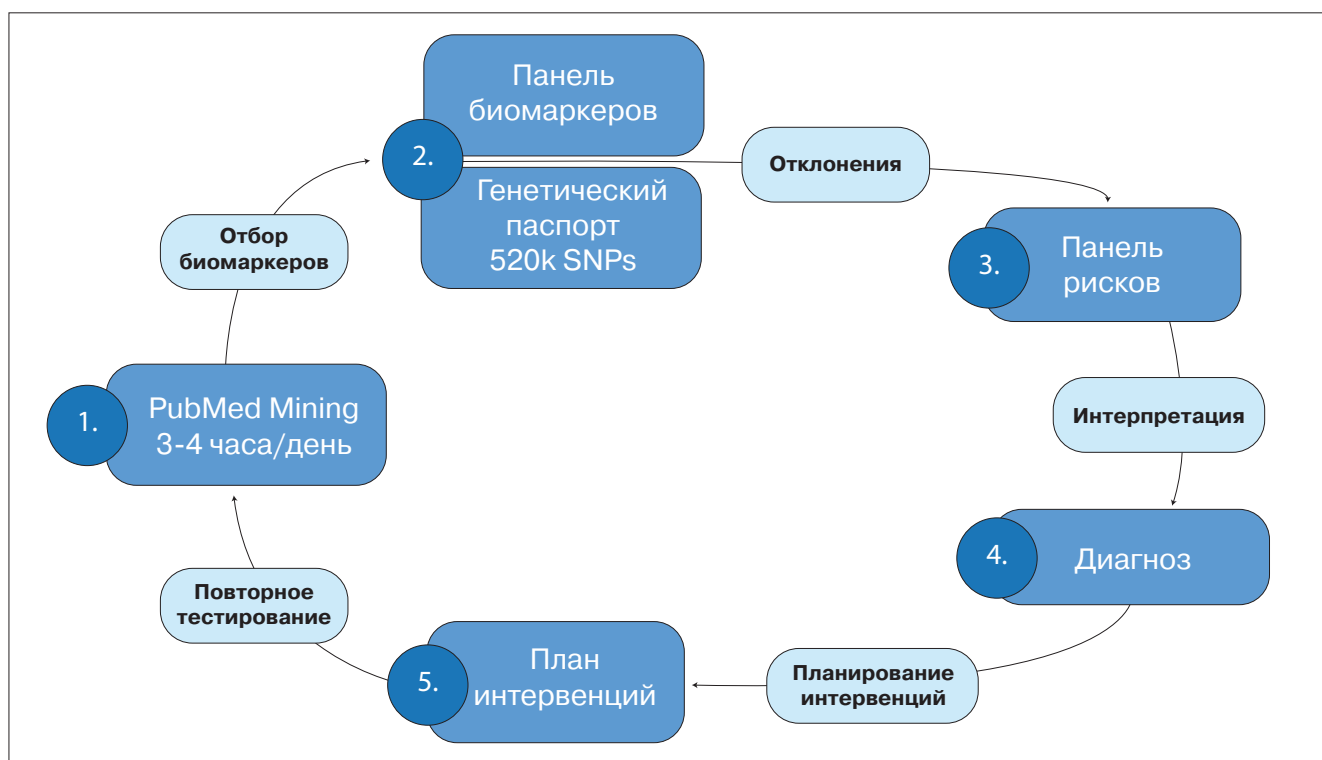 1.
PubMed Mining
3-4 часа/день
Отбор
биомаркеров
2.
Панель
биомаркеров
Генетический
паспорт
520k SNPs
Отклонения
3.
Панель
рисков
Интерпретация
4.
Диагноз
Планирование
интервенций
5.
План
интервенций
Повторное
тестирование